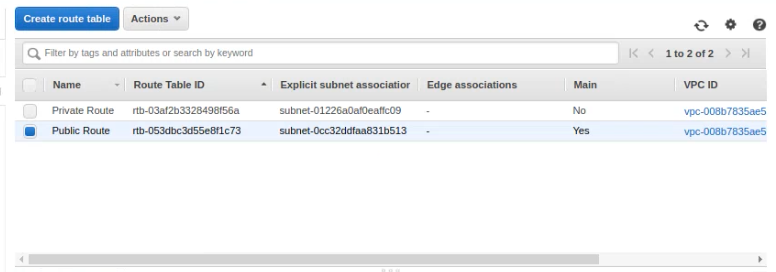 Create route table Actions
Filter by tags and attributes or search by keyword
1 to 2 of 2
Name Route Table ID Explicit subnet association Edge associations Main VPC ID
Private Route rtb-03af2b3328498f56a subnet-01226a0af0eaffc09 - No vpc-008b7835ae5
Public Route rtb-053dbc3d55e8f1c73 subnet-0cc32ddfaa831b513 - Yes vpc-008b7835ae5